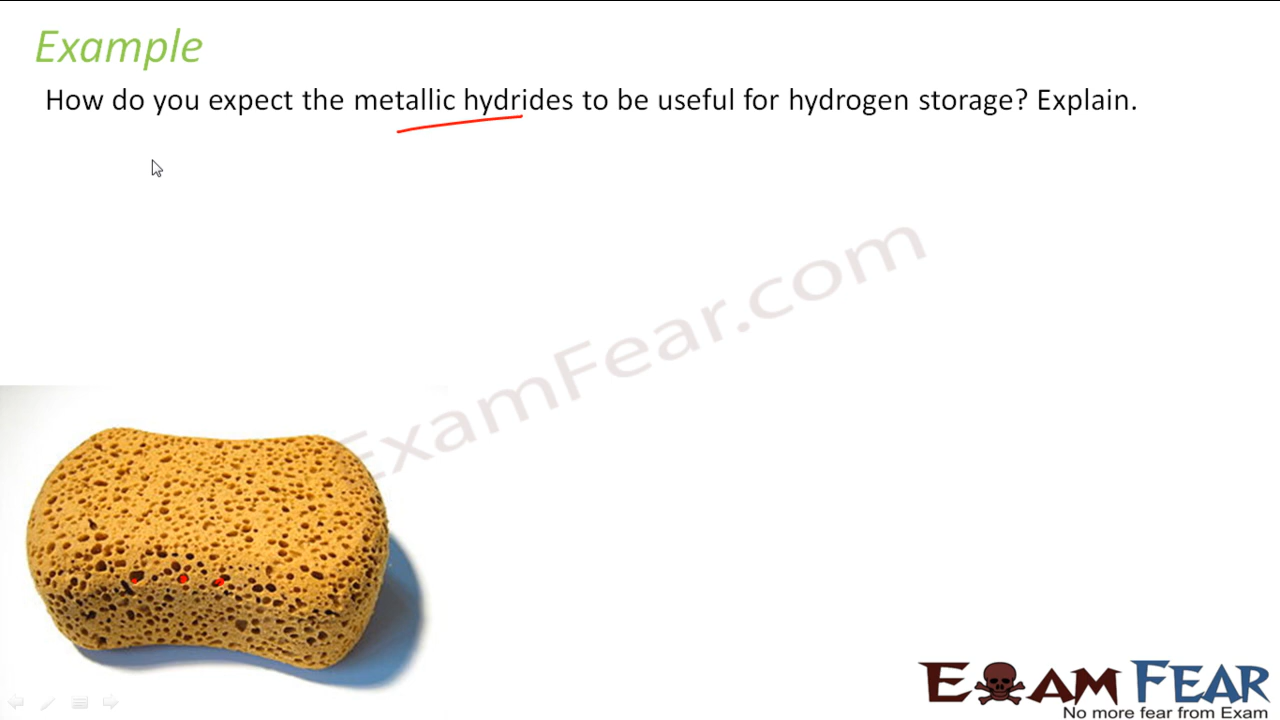 Example
How do you expect the metallic hydrides to be useful for hydrogen storage? Explain.
ExamFear.com
EXAM FEAR
No more fear from Exam